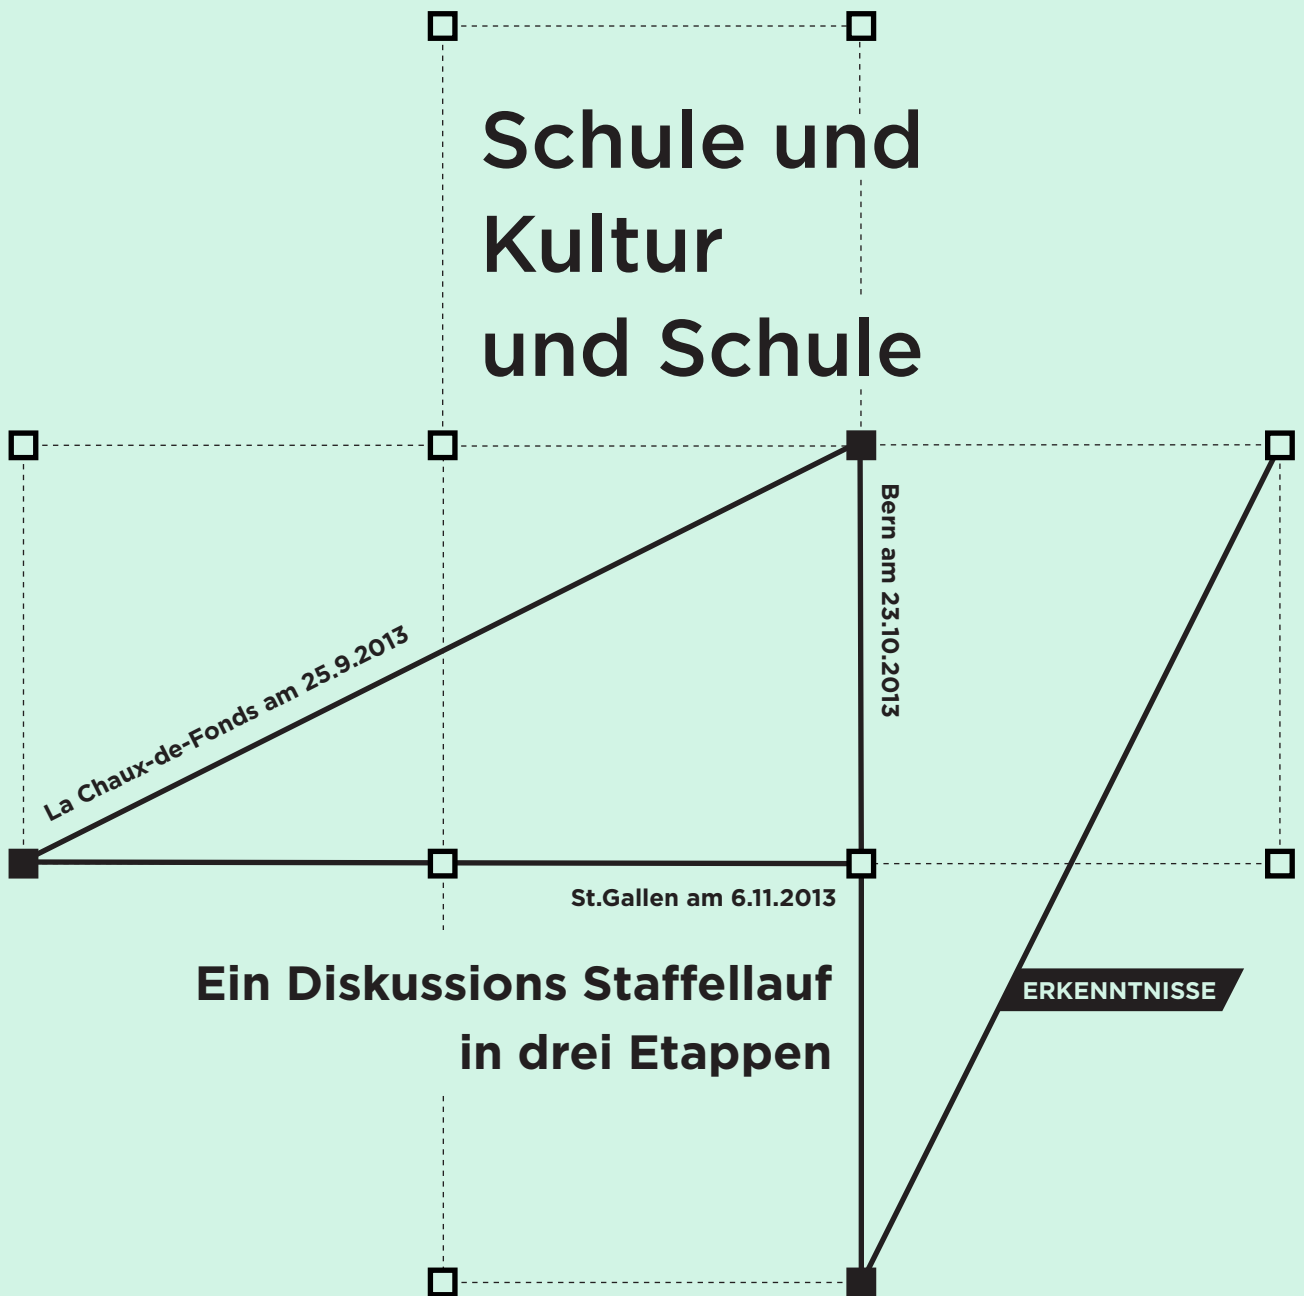 Schule und
Kultur
und Schule
Bern am 23.10.2013
La Chaux-de-Fonds am 25.9.2013
St.Gallen am 6.11.2013
Ein Diskussions Staffellauf
in drei Etappen
ERKENNTNISSE